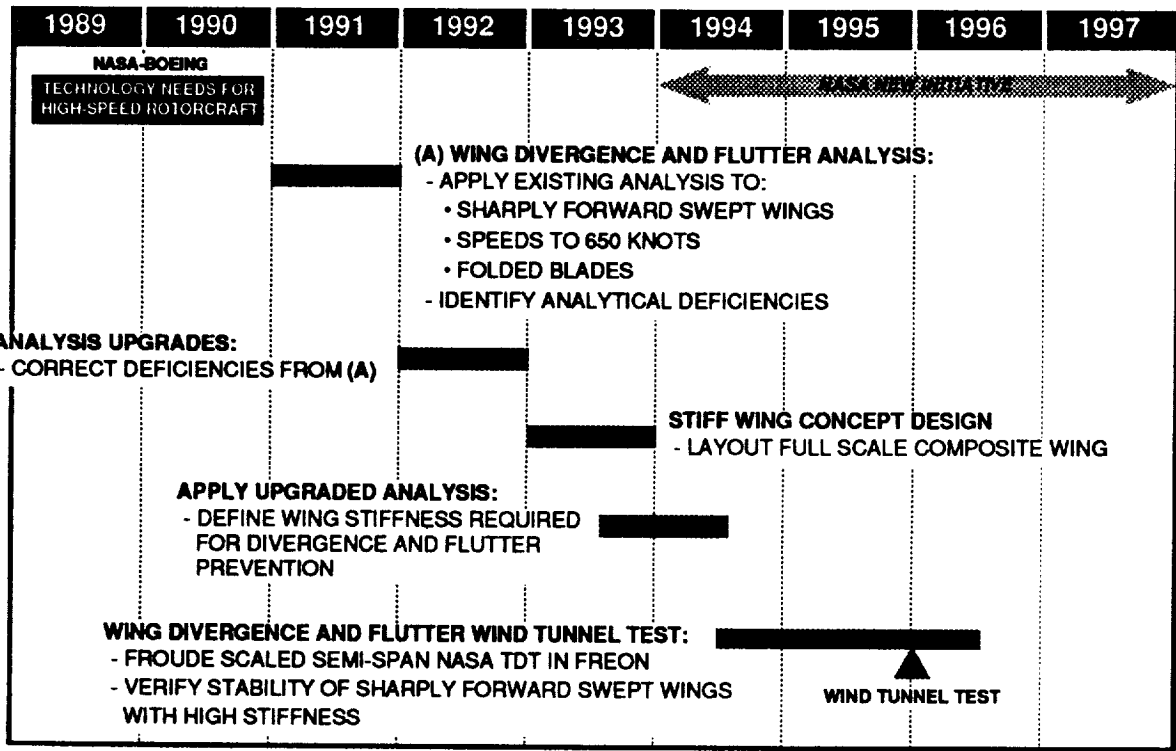 1989 1990 1991 1992 1993 1994 1995 1996 1997
NASA-BOEING
TECHNOLOGY NEEDS FOR
HIGH-SPEED ROTORCRAFT
NASA NEW INITIATIVE
(A) WING DIVERGENCE AND FLUTTER ANALYSIS:
- APPLY EXISTING ANALYSIS TO:
• SHARPLY FORWARD SWEPT WINGS
• SPEEDS TO 650 KNOTS
• FOLDED BLADES
- IDENTIFY ANALYTICAL DEFICIENCIES
ANALYSIS UPGRADES:
- CORRECT DEFICIENCIES FROM (A)
STIFF WING CONCEPT DESIGN
- LAYOUT FULL SCALE COMPOSITE WING
APPLY UPGRADED ANALYSIS:
- DEFINE WING STIFFNESS REQUIRED
FOR DIVERGENCE AND FLUTTER
PREVENTION
WING DIVERGENCE AND FLUTTER WIND TUNNEL TEST:
- FROUDE SCALED SEMI-SPAN NASA TDT IN FREON
- VERIFY STABILITY OF SHARPLY FORWARD SWEPT WINGS
WITH HIGH STIFFNESS
WIND TUNNEL TEST